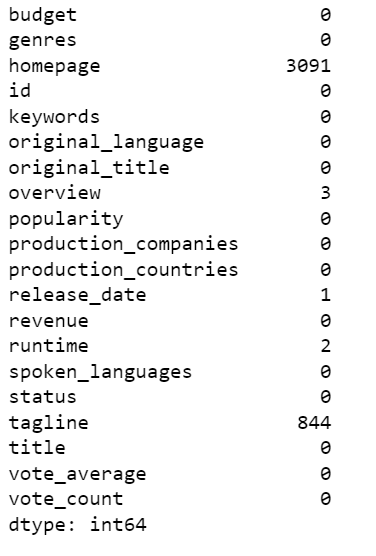 budget 0
genres 0
homepage 3091
id 0
keywords 0
original_language 0
original_title 0
overview 3
popularity 0
production_companies 0
production_countries 0
release_date 1
revenue 0
runtime 2
spoken_languages 0
status 0
tagline 844
title 0
vote_average 0
vote_count 0
dtype: int64